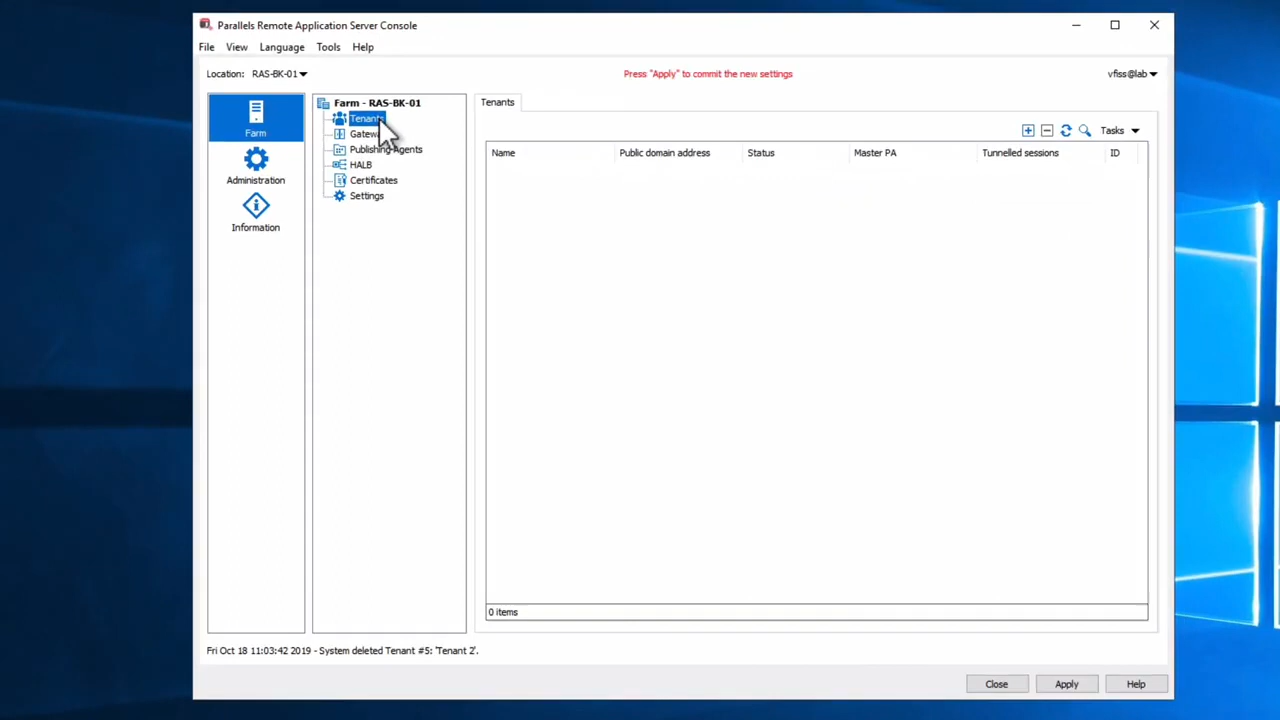 Parallels Remote Application Server Console
File View Language Tools Help
Location: RAS-BK-01
Press "Apply" to commit the new settings
vfiss@lab
Farm
Administration
Information
Farm - RAS-BK-01
Tenants
Publishing Agents
HALB
Certificates
Settings
Tenants
Tasks
Name Public domain address Status Master PA Tunnelled sessions ID
0 items
Fri Oct 18 11:03:42 2019 - System deleted Tenant #5: 'Tenant 2'.
Close Apply Help